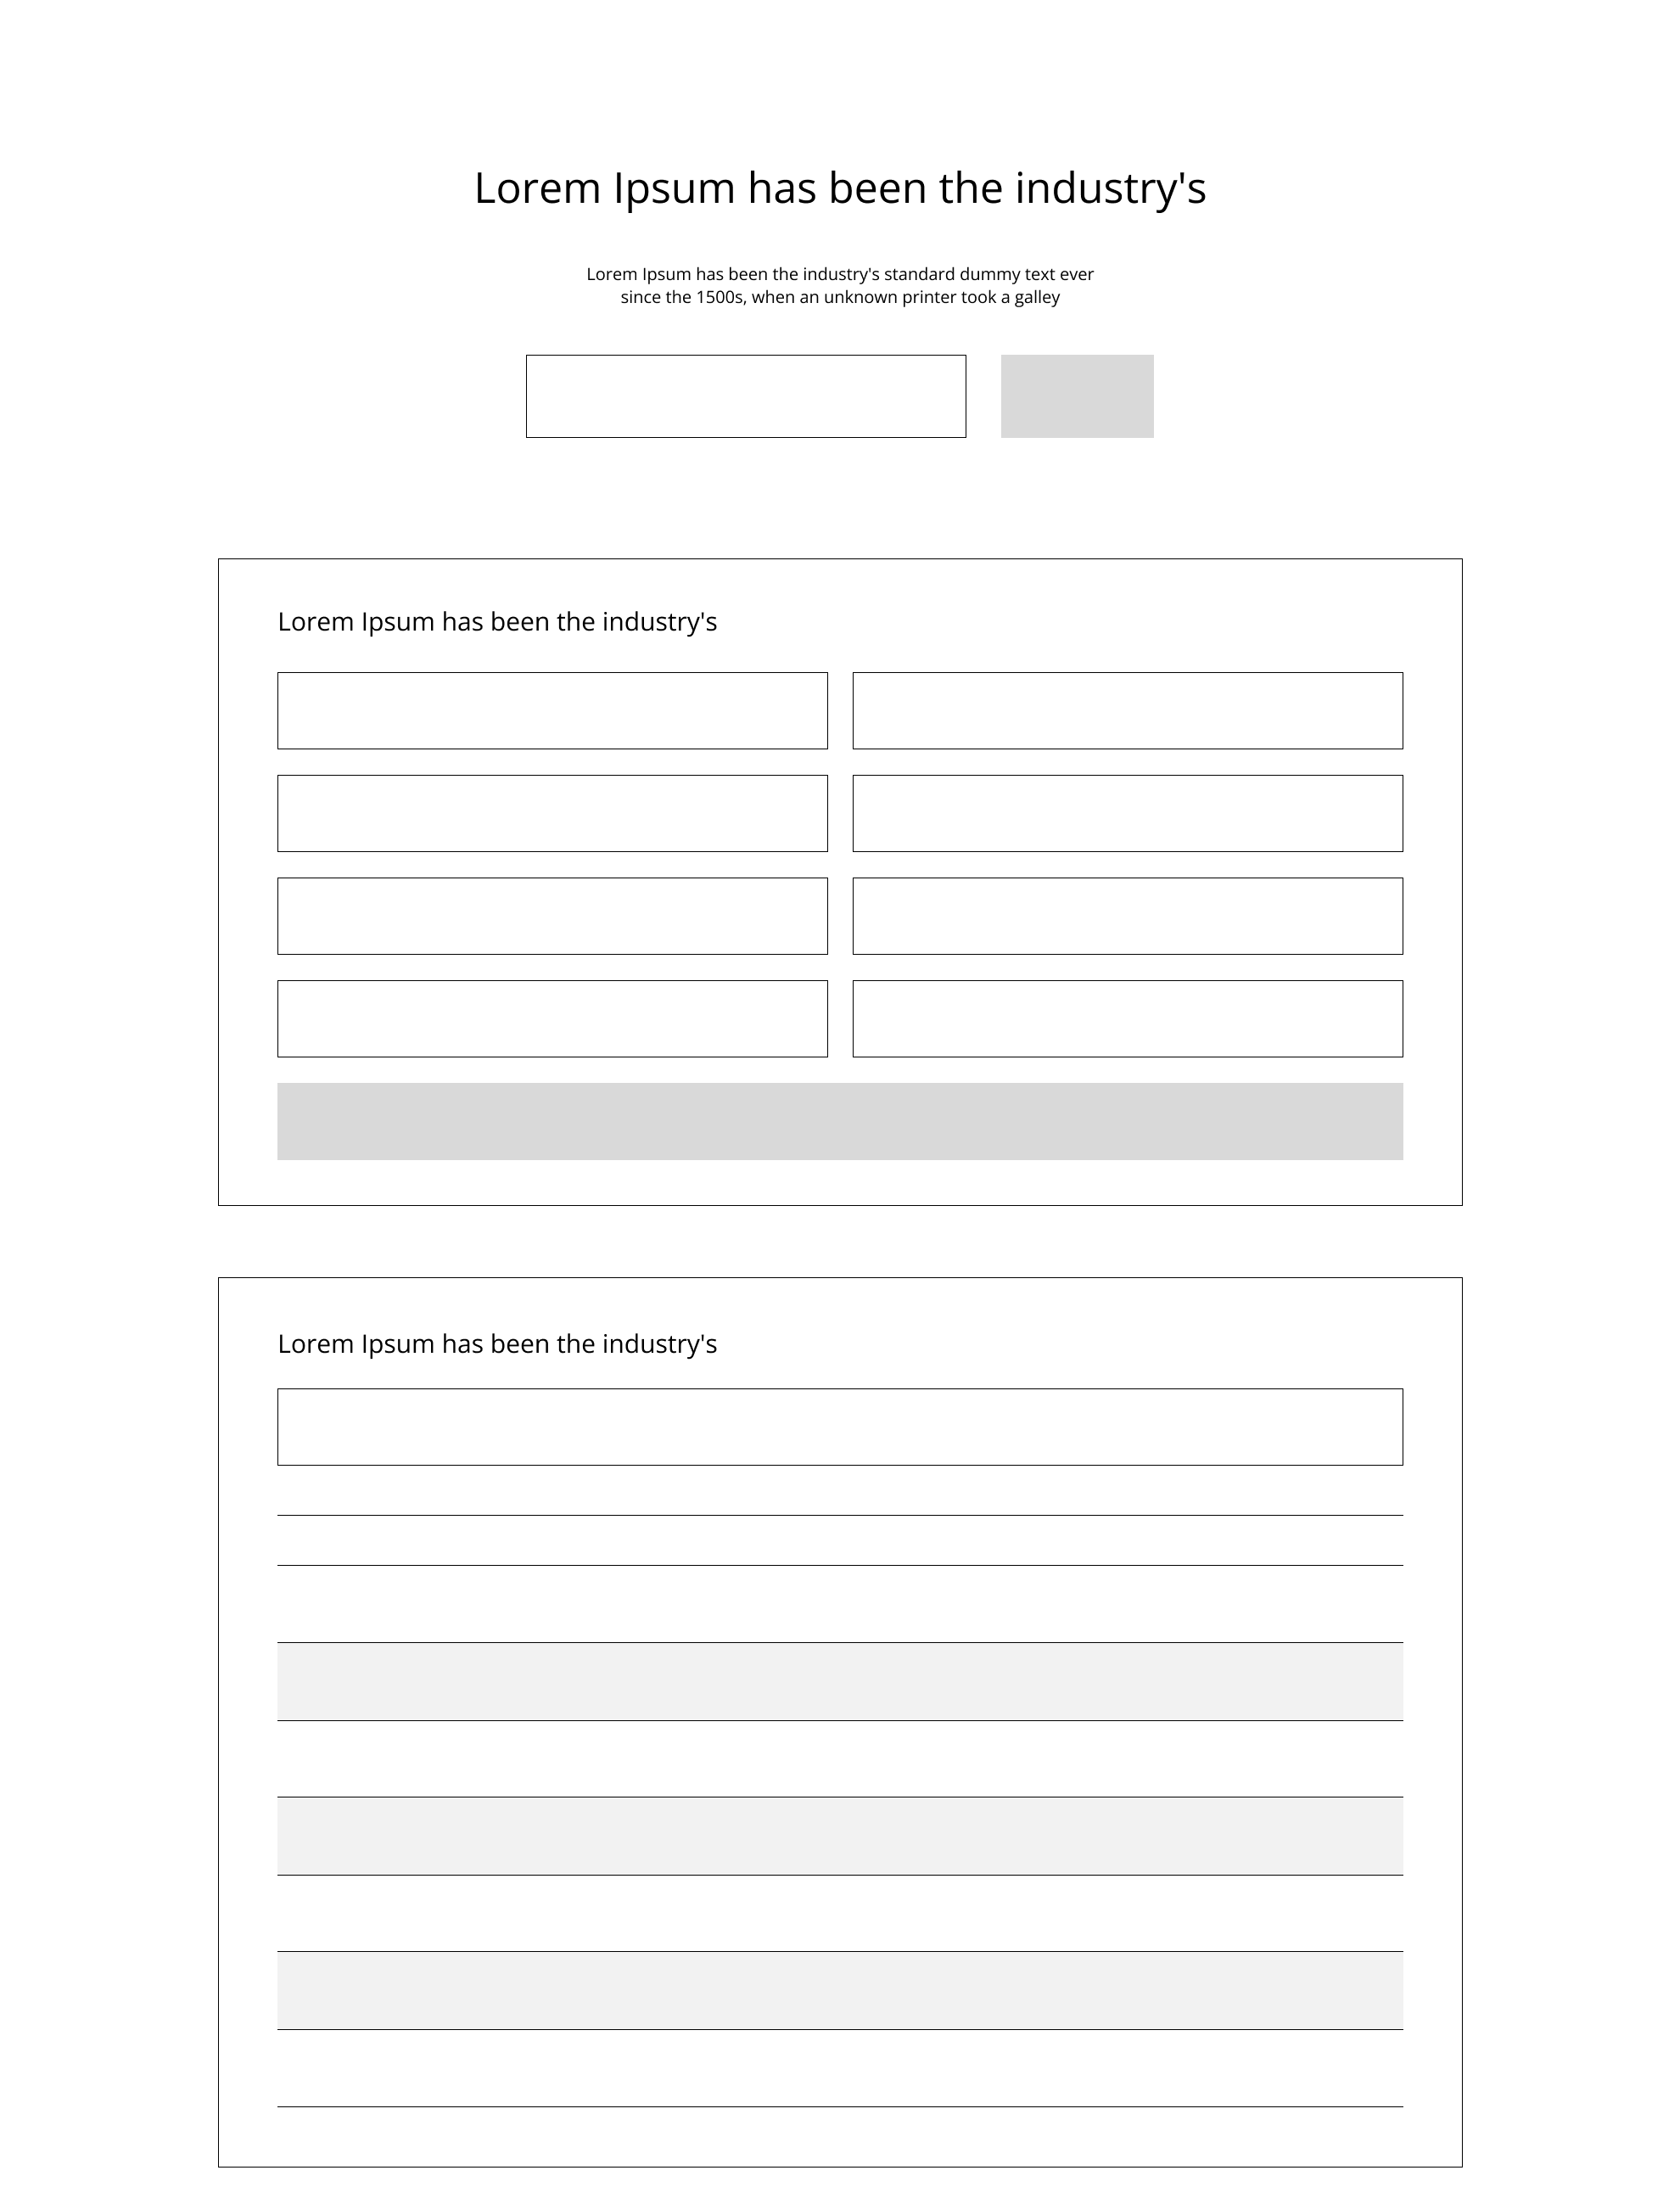 Lorem Ipsum has been the industry's
Lorem Ipsum has been the industry's standard dummy text ever
since the 1500s, when an unknown printer took a galley
Lorem Ipsum has been the industry's
Lorem Ipsum has been the industry's